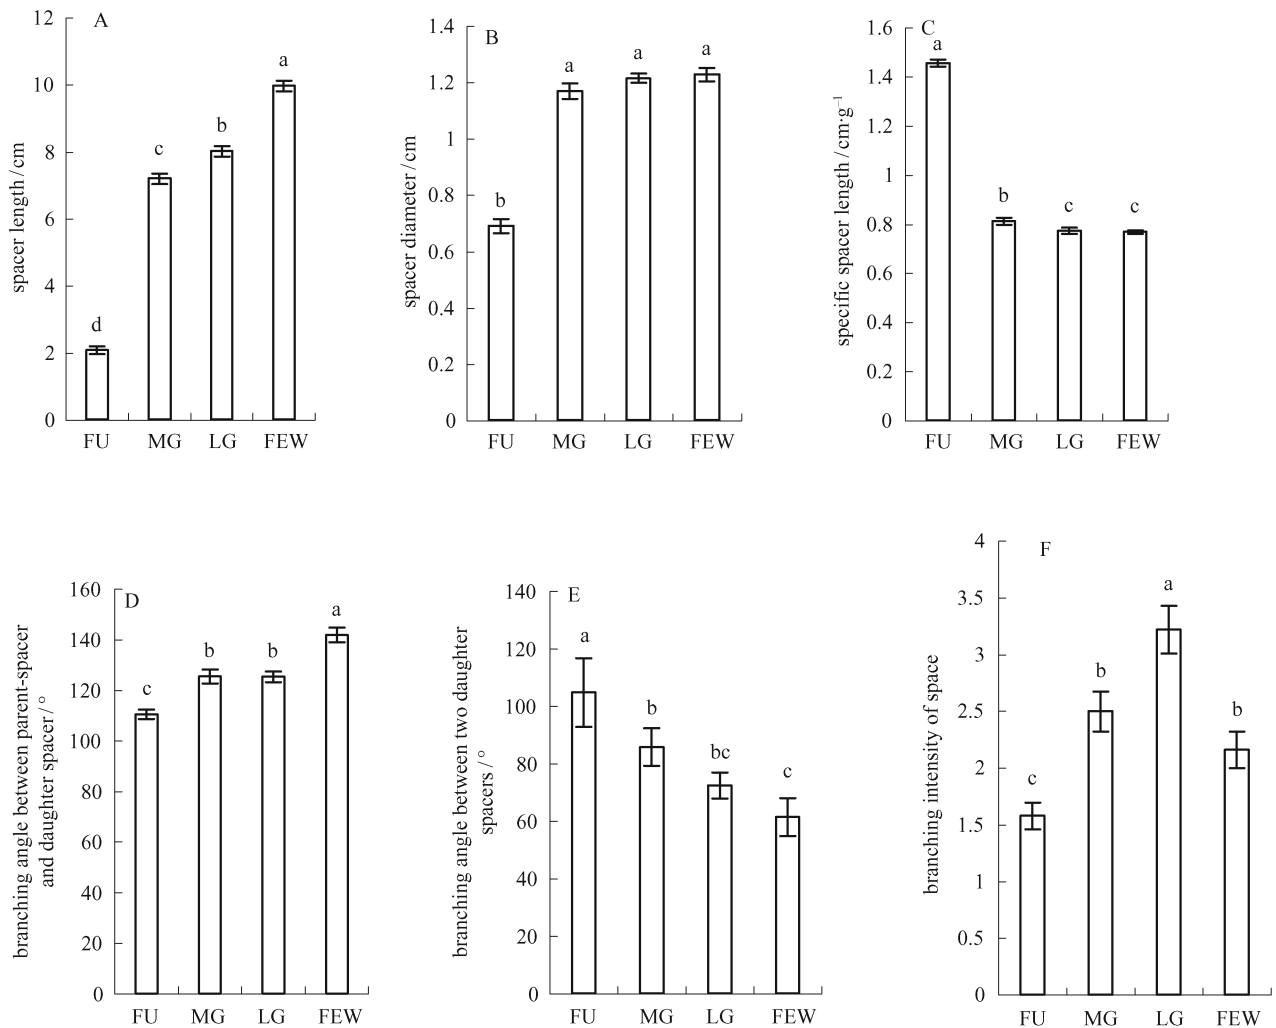 A
spacer length/cm
12
10
8
6
4
2
0
d
c
b
a
FU MG LG FEW
B
spacer diameter/cm
1.4
1.2
1
0.8
0.6
0.4
0.2
0
b
a
a
a
FU MG LG FEW
C
specific spacer length/cm·g⁻¹
1.6
1.4
1.2
1
0.8
0.6
0.4
0.2
0
a
b
c
c
FU MG LG FEW
D
branching angle between parent-spacer
and daughter spacer/°
160
140
120
100
80
60
40
20
0
c
b
b
a
FU MG LG FEW
E
branching angle between two daughter
spacers/°
140
120
100
80
60
40
20
0
a
b
bc
c
FU MG LG FEW
F
branching intensity of space
4
3.5
3
2.5
2
1.5
1
0.5
0
c
b
a
b
FU MG LG FEW